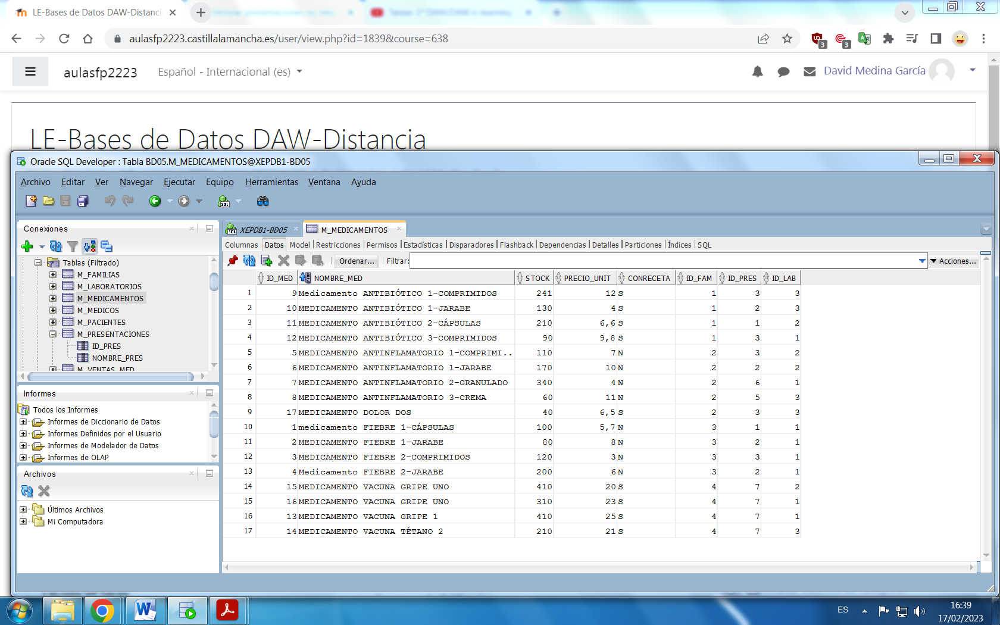 LE-Bases de Datos DAW-Distanci
aulasfp2223.castillalamancha.es/user/view.php?id=1839&course=638
3
3
aulasfp2223
Español - Internacional (es)
David Medina García
LE-Bases de Datos DAW-Distancia
Oracle SQL Developer : Tabla BD05.M_MEDICAMENTOS@XEPDB1-BD05
Archivo Editar Ver Navegar Ejecutar Equipo Herramientas Ventana Ayuda
Conexiones
XEPDB1-BD05
M_MEDICAMENTOS
Columnas Datos Model Restricciones Permisos Estadísticas Disparadores Flashback Dependencias Detalles Particiones Índices SQL
Ordenar... Filtrar: Acciones...
Tablas (Filtrado)
M_FAMILIAS
M_LABORATORIOS
M_MEDICAMENTOS
M_MEDICOS
M_PACIENTES
M_PRESENTACIONES
ID_PRES
NOMBRE_PRES
M_VENTAS_MED
Informes
Todos los Informes
Informes de Diccionario de Datos
Informes Definidos por el Usuario
Informes de Modelador de Datos
Informes de OLAP
Archivos
Últimos Archivos
Mi Computadora
ID_MED NOMBRE_MED STOCK PRECIO_UNIT CONRECETA ID_FAM ID_PRES ID_LAB
1 9 Medicamento ANTIBIÓTICO 1-COMPRIMIDOS 241 12 S 1 3 3
2 10 MEDICAMENTO ANTIBIÓTICO 1-JARABE 130 4 S 1 2 3
3 11 MEDICAMENTO ANTIBIÓTICO 2-CÁPSULAS 210 6,6 S 1 1 2
4 12 MEDICAMENTO ANTIBIÓTICO 3-COMPRIMIDOS 90 9,8 S 1 3 1
5 5 MEDICAMENTO ANTINFLAMATORIO 1-COMPRIMI... 110 7 N 2 3 2
6 6 MEDICAMENTO ANTINFLAMATORIO 1-JARABE 170 10 N 2 2 2
7 7 MEDICAMENTO ANTINFLAMATORIO 2-GRANULADO 340 4 N 2 6 1
8 8 MEDICAMENTO ANTINFLAMATORIO 3-CREMA 60 11 N 2 5 3
9 17 MEDICAMENTO DOLOR DOS 40 6,5 S 2 3 3
10 1 medicamento FIEBRE 1-CÁPSULAS 100 5,7 N 3 1 1
11 2 MEDICAMENTO FIEBRE 1-JARABE 80 8 N 3 2 1
12 3 MEDICAMENTO FIEBRE 2-COMPRIMIDOS 120 3 N 3 3 1
13 4 Medicamento FIEBRE 2-JARABE 200 6 N 3 2 1
14 15 MEDICAMENTO VACUNA GRIPE UNO 410 20 S 4 7 2
15 16 MEDICAMENTO VACUNA GRIPE UNO 310 23 S 4 7 1
16 13 MEDICAMENTO VACUNA GRIPE 1 410 25 S 4 7 1
17 14 MEDICAMENTO VACUNA TÉTANO 2 210 21 S 4 7 3
ES
16:39
17/02/2023